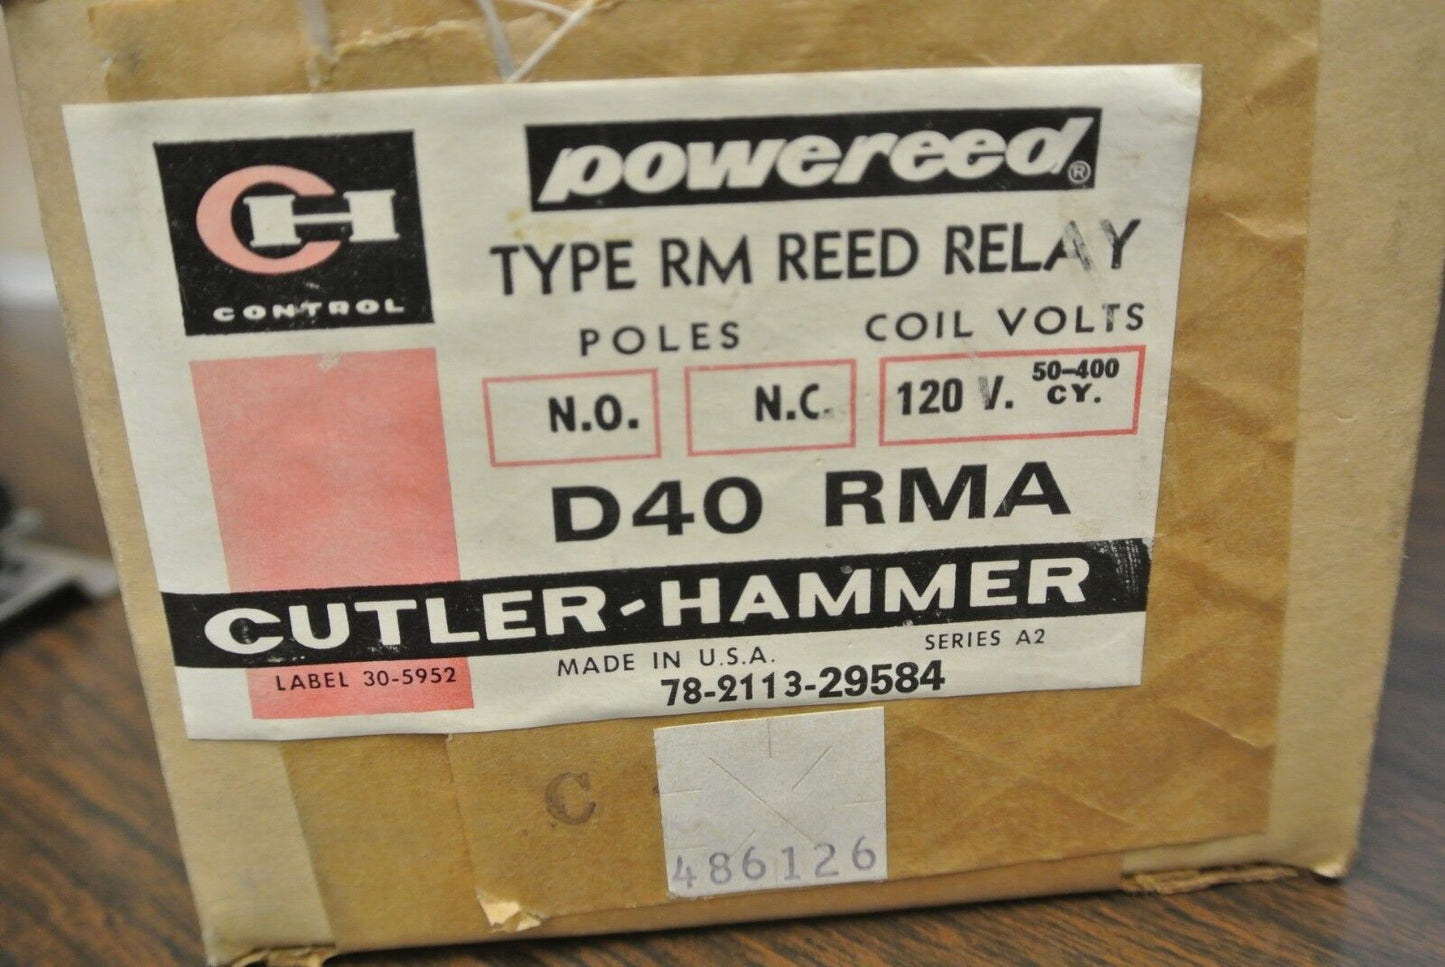 CH
CONTROL
powereed®
TYPE RM REED RELAY
POLES
COIL VOLTS
N.O.
N.C.
120 V. 50-400 CY.
D40 RMA
CUTLER-HAMMER
LABEL 30-5952
MADE IN U.S.A.
SERIES A2
78-2113-29584
C
486126